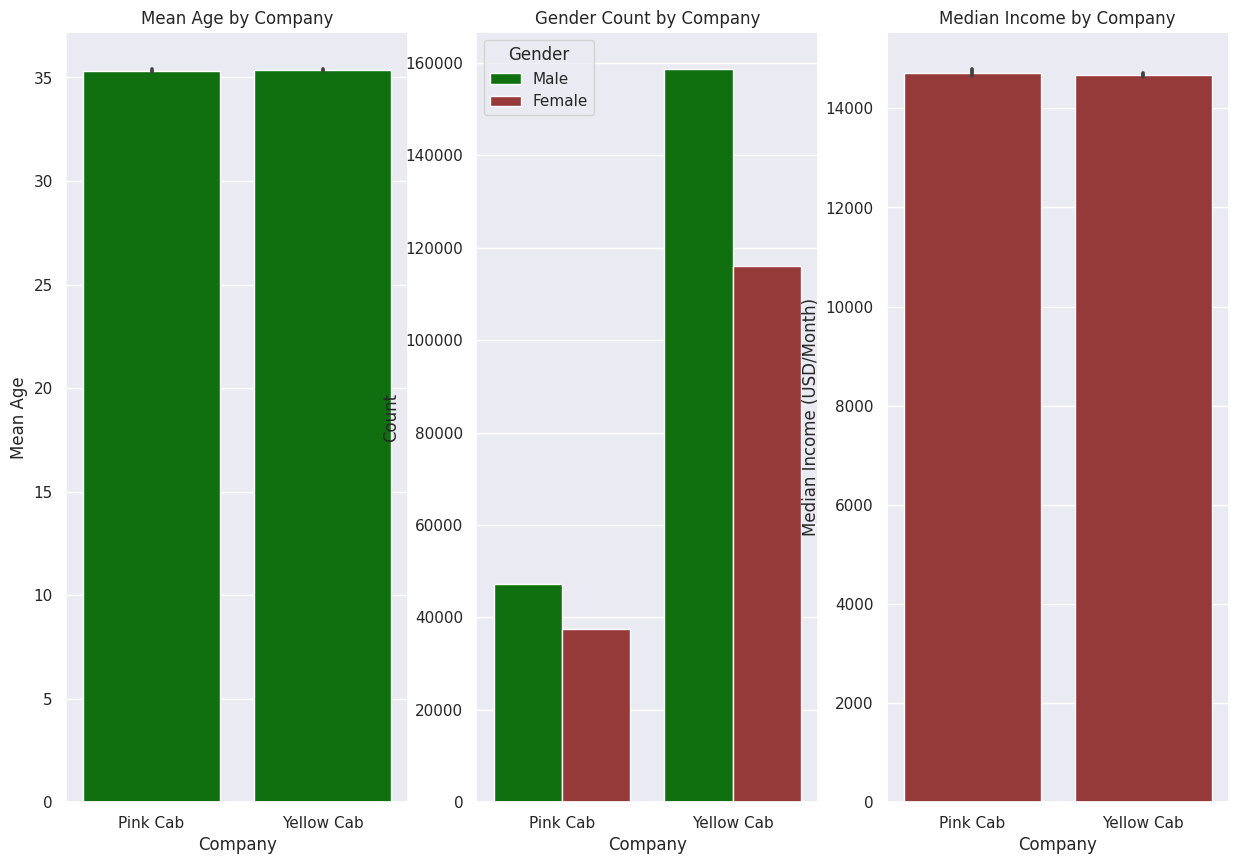 Mean Age by Company
35
30
25
20
15
10
5
0
Mean Age
Pink Cab
Yellow Cab
Company
Gender Count by Company
Gender
Male
Female
160000
140000
120000
100000
80000
60000
40000
20000
0
Count
Pink Cab
Yellow Cab
Company
Median Income by Company
14000
12000
10000
8000
6000
4000
2000
0
Median Income (USD/Month)
Pink Cab
Yellow Cab
Company